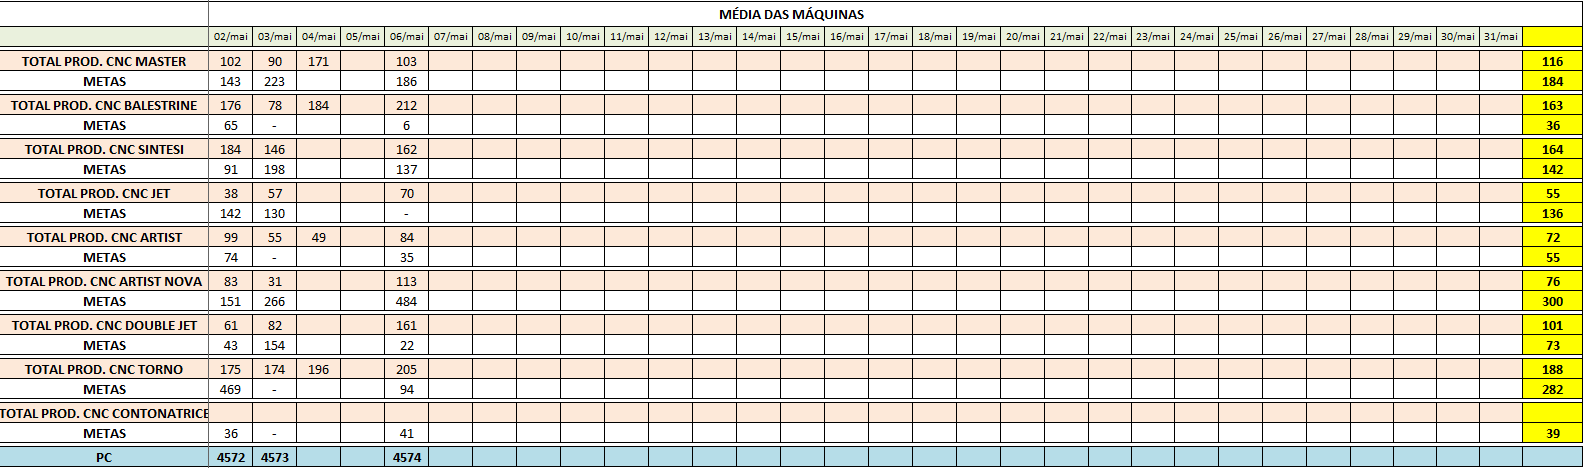 MÉDIA DAS MÁQUINAS
02/mai 03/mai 04/mai 05/mai 06/mai 07/mai 08/mai 09/mai 10/mai 11/mai 12/mai 13/mai 14/mai 15/mai 16/mai 17/mai 18/mai 19/mai 20/mai 21/mai 22/mai 23/mai 24/mai 25/mai 26/mai 27/mai 28/mai 29/mai 30/mai 31/mai
TOTAL PROD. CNC MASTER 102 90 171 103 116
METAS 143 223 186 184
TOTAL PROD. CNC BALESTRINE 176 78 184 212 163
METAS 65 - 6 36
TOTAL PROD. CNC SINTESI 184 146 162 164
METAS 91 198 137 142
TOTAL PROD. CNC JET 38 57 70 55
METAS 142 130 - 136
TOTAL PROD. CNC ARTIST 99 55 49 84 72
METAS 74 - 35 55
TOTAL PROD. CNC ARTIST NOVA 83 31 113 76
METAS 151 266 484 300
TOTAL PROD. CNC DOUBLE JET 61 82 161 101
METAS 43 154 22 73
TOTAL PROD. CNC TORNO 175 174 196 205 188
METAS 469 - 94 282
TOTAL PROD. CNC CONTONATRICE
METAS 36 - 41 39
PC 4572 4573 4574